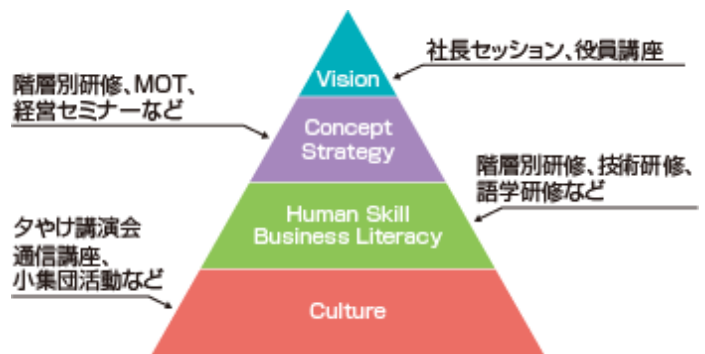 社長セッション、役員講座
Vision
階層別研修、MOT、
経営セミナーなど
Concept
Strategy
階層別研修、技術研修、
語学研修など
Human Skill
Business Literacy
夕やけ講演会
通信講座、
小集団活動など
Culture